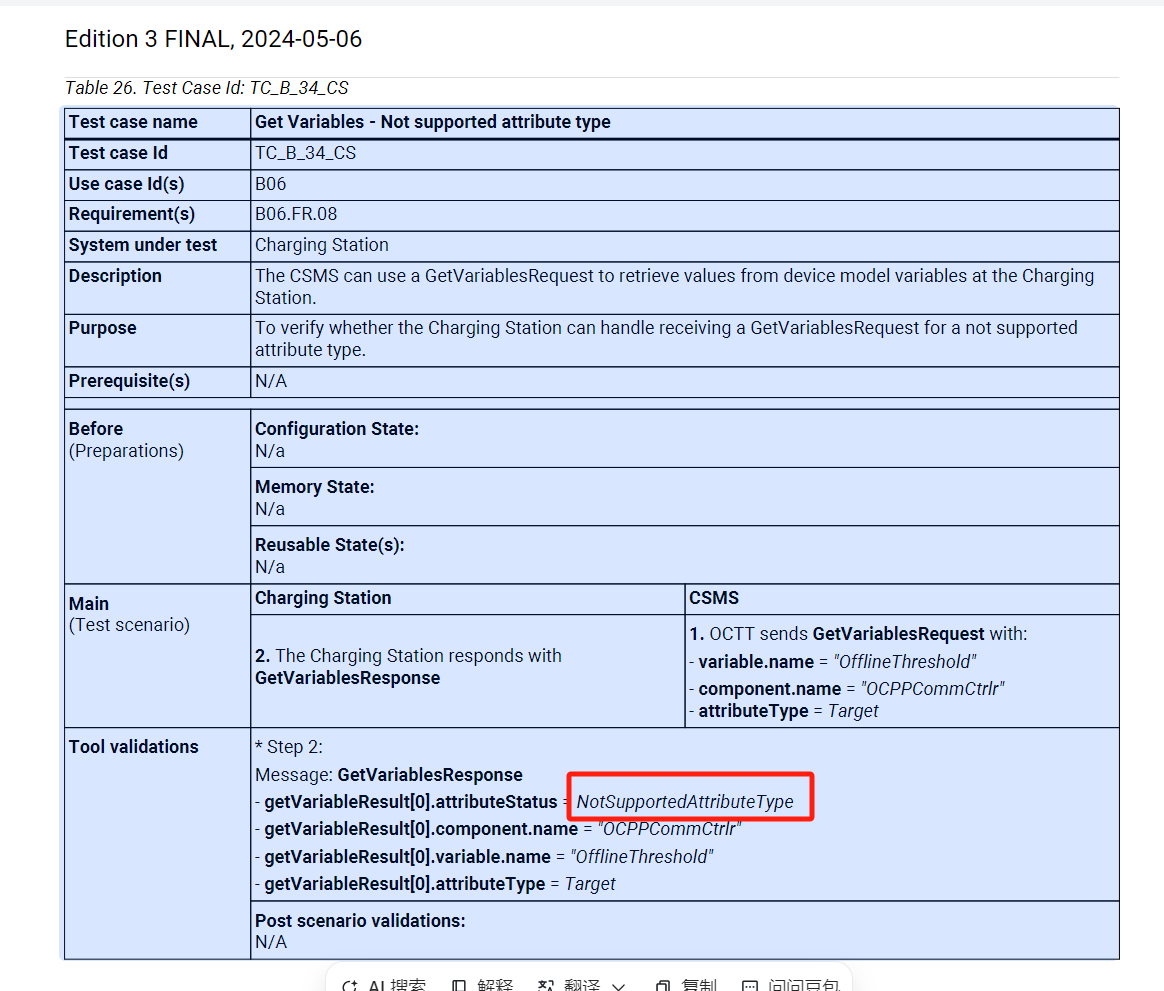 Edition 3 FINAL, 2024-05-06
Table 26. Test Case Id: TC_B_34_CS
Test case name Get Variables - Not supported attribute type
Test case Id TC_B_34_CS
Use case Id(s) B06
Requirement(s) B06.FR.08
System under test Charging Station
Description The CSMS can use a GetVariablesRequest to retrieve values from device model variables at the Charging
Station.
Purpose To verify whether the Charging Station can handle receiving a GetVariablesRequest for a not supported
attribute type.
Prerequisite(s) N/A
Before
(Preparations)
Configuration State:
N/a
Memory State:
N/a
Reusable State(s):
N/a
Main
(Test scenario)
Charging Station
2. The Charging Station responds with
GetVariablesResponse
CSMS
1. OCTT sends GetVariablesRequest with:
- variable.name = "OfflineThreshold"
- component.name = "OCPPCommCtrlr"
- attributeType = Target
Tool validations
* Step 2:
Message: GetVariablesResponse
- getVariableResult[0].attributeStatus = NotSupportedAttributeType
- getVariableResult[0].component.name = "OCPPCommCtrlr"
- getVariableResult[0].variable.name = "OfflineThreshold"
- getVariableResult[0].attributeType = Target
Post scenario validations:
N/A
AI 搜索 解释 翻译 复制 问问豆包